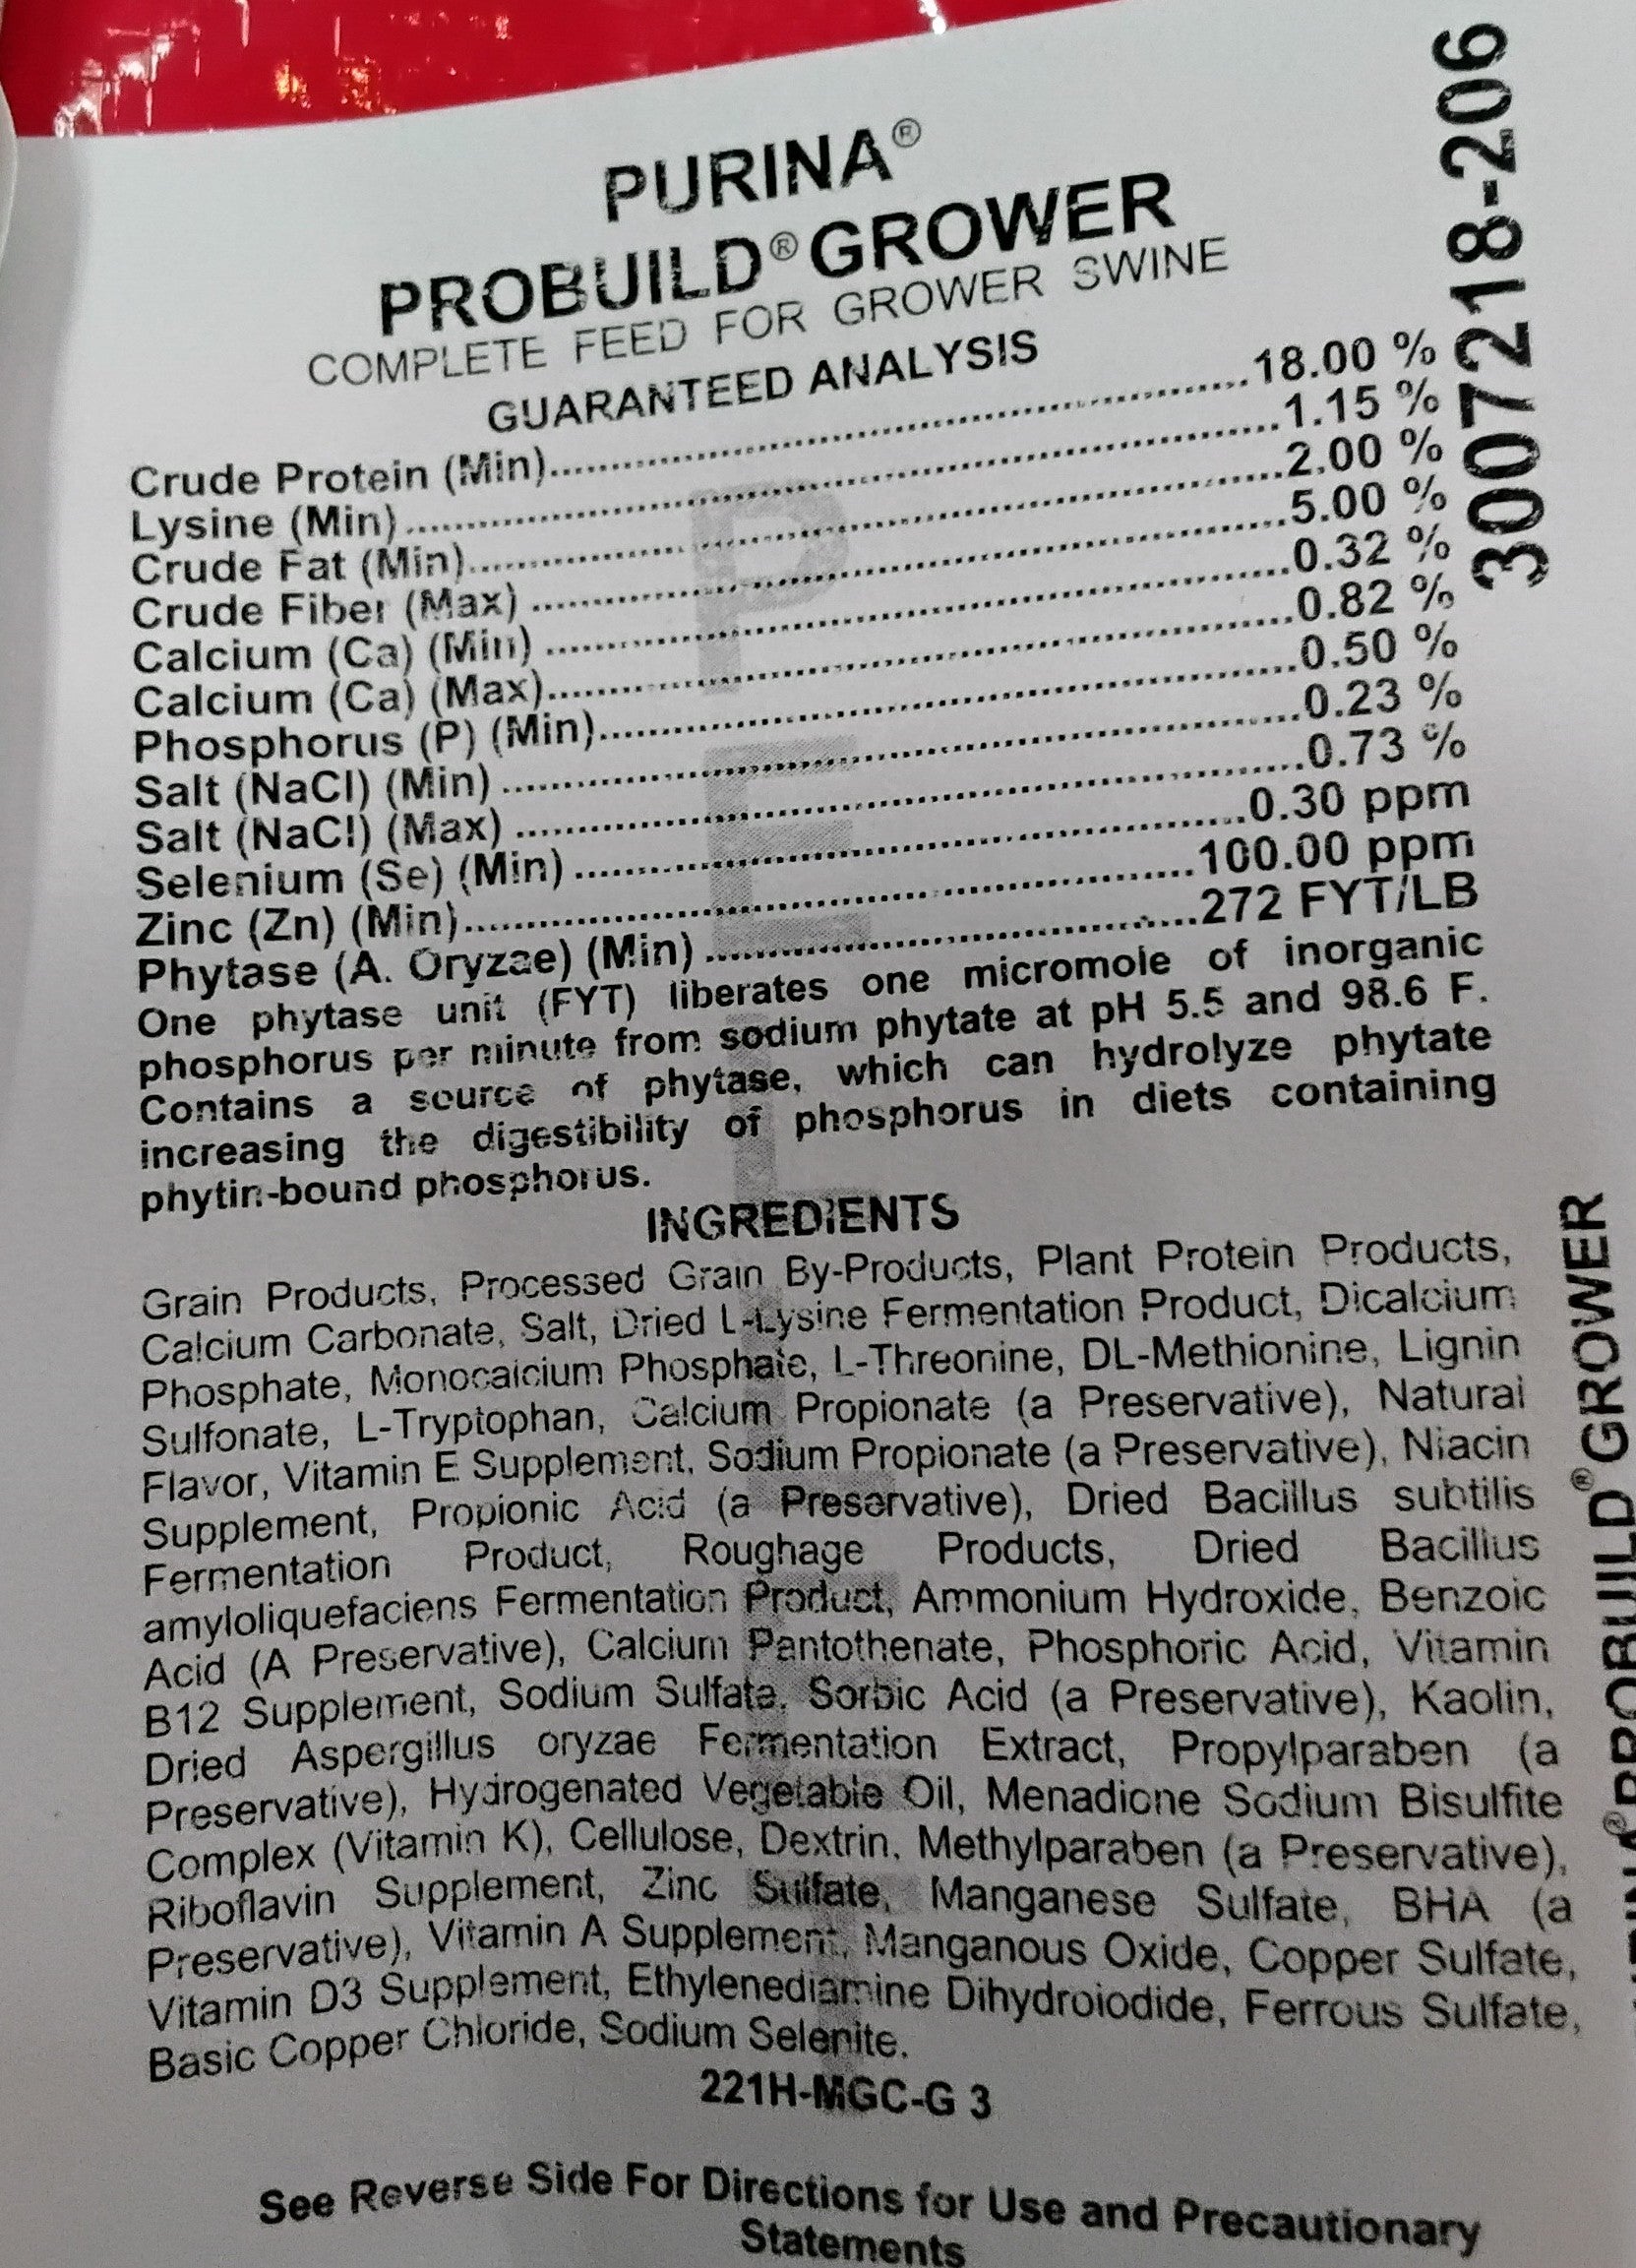 PURINA®
PROBUILD® GROWER
COMPLETE FEED FOR GROWER SWINE
GUARANTEED ANALYSIS
Crude Protein (Min)....................18.00 %
Lysine (Min)....................1.15 %
Crude Fat (Min)....................2.00 %
Crude Fiber (Max)....................5.00 %
Calcium (Ca) (Min)....................0.32 %
Calcium (Ca) (Max)....................0.82 %
Phosphorus (P) (Min)....................0.50 %
Salt (NaCl) (Min)....................0.23 %
Salt (NaCl) (Max)....................0.73 %
Selenium (Se) (Min)....................0.30 ppm
Zinc (Zn) (Min)....................100.00 ppm
Phytase (A. Oryzae) (Min)....................272 FYT/LB
One phytase unit (FYT) liberates one micromole of inorganic
phosphorus per minute from sodium phytate at pH 5.5 and 98.6 F.
Contains a source of phytase, which can hydrolyze phytate
increasing the digestibility of phosphorus in diets containing
phytin-bound phosphorus.
INGREDIENTS
Grain Products, Processed Grain By-Products, Plant Protein Products,
Calcium Carbonate, Salt, Dried L-Lysine Fermentation Product, Dicalcium
Phosphate, Monocalcium Phosphate, L-Threonine, DL-Methionine, Lignin
Sulfonate, L-Tryptophan, Calcium Propionate (a Preservative), Natural
Flavor, Vitamin E Supplement, Sodium Propionate (a Preservative), Niacin
Supplement, Propionic Acid (a Preservative), Dried Bacillus subtilis
Fermentation Product, Roughage Products, Dried Bacillus
amyloliquefaciens Fermentation Product, Ammonium Hydroxide, Benzoic
Acid (A Preservative), Calcium Pantothenate, Phosphoric Acid, Vitamin
B12 Supplement, Sodium Sulfate, Sorbic Acid (a Preservative), Kaolin,
Dried Aspergillus oryzae Fermentation Extract, Propylparaben (a
Preservative), Hydrogenated Vegetable Oil, Menadione Sodium Bisulfite
Complex (Vitamin K), Cellulose, Dextrin, Methylparaben (a Preservative),
Riboflavin Supplement, Zinc Sulfate, Manganese Sulfate, BHA (a
Preservative), Vitamin A Supplement, Manganous Oxide, Copper Sulfate,
Vitamin D3 Supplement, Ethylenediamine Dihydroiodide, Ferrous Sulfate,
Basic Copper Chloride, Sodium Selenite.
221H-MGC-G 3
See Reverse Side For Directions for Use and Precautionary
Statements
3007218-206
PROBUILD® GROWER